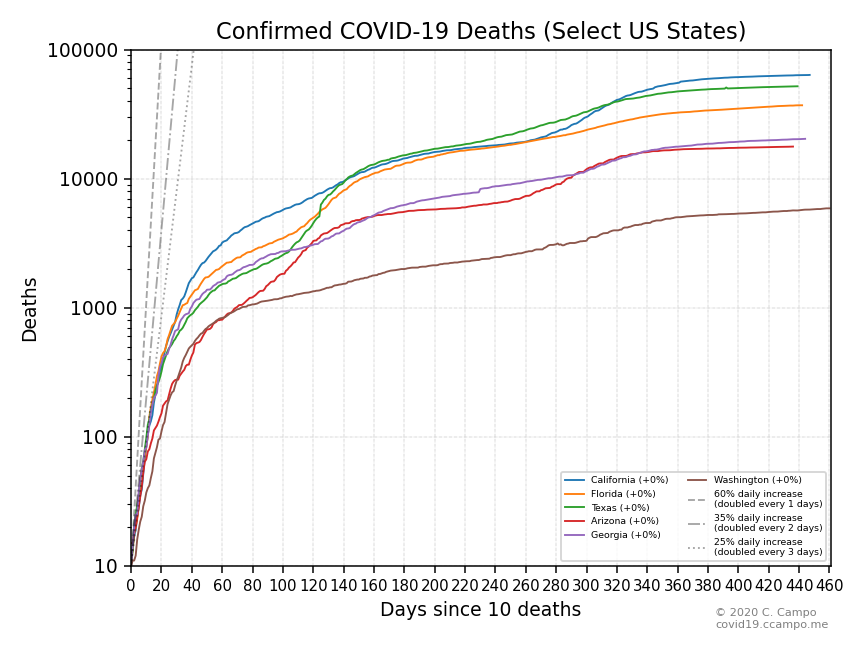 Confirmed COVID-19 Deaths (Select US States)
100000
10000
1000
100
10
Deaths
0 20 40 60 80 100 120 140 160 180 200 220 240 260 280 300 320 340 360 380 400 420 440 460
Days since 10 deaths
California (+0%)
Florida (+0%)
Texas (+0%)
Arizona (+0%)
Georgia (+0%)
Washington (+0%)
60% daily increase
(doubled every 1 days)
35% daily increase
(doubled every 2 days)
25% daily increase
(doubled every 3 days)
© 2020 C. Campo
covid19.ccampo.me